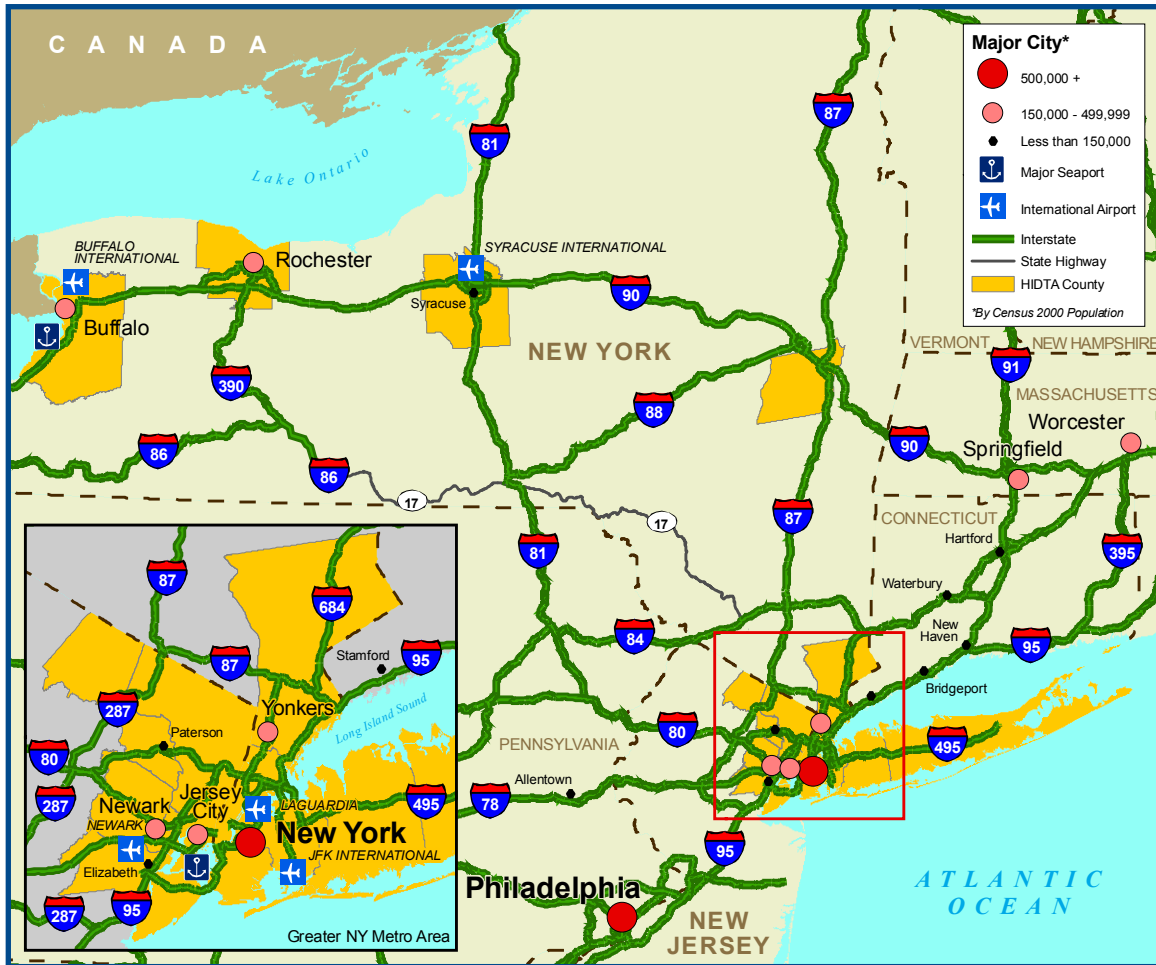 C A N A D A
Lake Ontario
81
87
Major City*
500,000 +
150,000 - 499,999
Less than 150,000
Major Seaport
International Airport
Interstate
State Highway
HIDTA County
*By Census 2000 Population
BUFFALO
INTERNATIONAL
Rochester
SYRACUSE INTERNATIONAL
Syracuse
90
Buffalo
NEW YORK
VERMONT
NEW HAMPSHIRE
91
390
88
MASSACHUSETTS
Worcester
86
90
Springfield
86
17
17
87
CONNECTICUT
Hartford
81
395
Waterbury
84
New
Haven
95
Bridgeport
80
495
PENNSYLVANIA
Allentown
78
95
Philadelphia
NEW
JERSEY
ATLANTIC
OCEAN
87
684
87
Stamford
95
287
Yonkers
Long Island Sound
80
Paterson
287
Jersey
City
Newark
NEWARK
LAGUARDIA
495
New York
JFK INTERNATIONAL
Elizabeth
287
95
Greater NY Metro Area